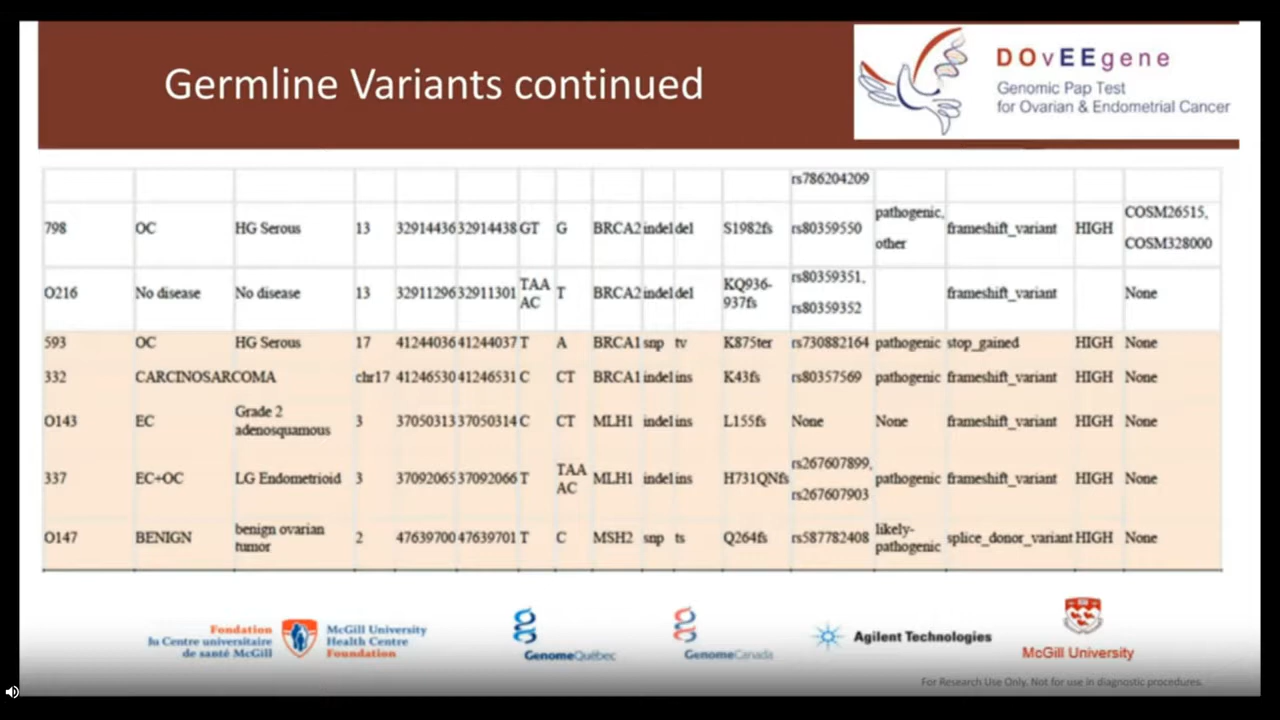 Germline Variants continued
DOvEEgene
Genomic Pap Test
for Ovarian & Endometrial Cancer
rs786204209
798 OC HG Serous 13 32914436 32914438 GT G BRCA2 indel del S1982fs rs80359550 pathogenic, other frameshift_variant HIGH COSM26515, COSM328000
O216 No disease No disease 13 32911296 32911301 TAA AC T BRCA2 indel del KQ936-937fs rs80359351, rs80359352 frameshift_variant None
593 OC HG Serous 17 41244036 41244037 T A BRCA1 snp tv K875ter rs730882164 pathogenic stop_gained HIGH None
332 CARCINOSARCOMA chr17 41246530 41246531 C CT BRCA1 indel ins K43fs rs80357569 pathogenic frameshift_variant HIGH None
O143 EC Grade 2 adenosquamous 3 37050313 37050314 C CT MLH1 indel ins L155fs None None frameshift_variant HIGH None
337 EC+OC LG Endometrioid 3 37092065 37092066 T TAA AC MLH1 indel ins H731QNfs rs267607899, rs267607903 pathogenic frameshift_variant HIGH None
O147 BENIGN benign ovarian tumor 2 47639700 47639701 T C MSH2 snp ts Q264fs rs587782408 likely-pathogenic splice_donor_variant HIGH None
Fondation
du Centre universitaire
de santé McGill
McGill University
Health Centre
Foundation
GenomeQuébec
GenomeCanada
Agilent Technologies
McGill University
For Research Use Only. Not for use in diagnostic procedures.